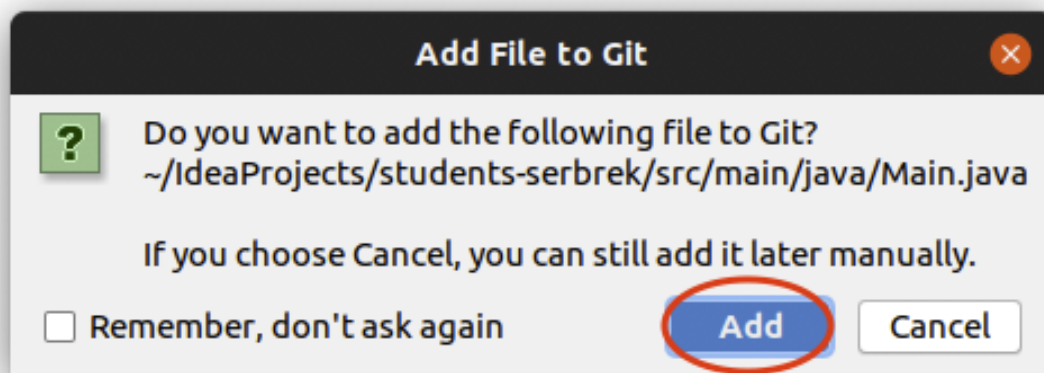 Add File to Git
Do you want to add the following file to Git?
~/IdeaProjects/students-serbrek/src/main/java/Main.java
If you choose Cancel, you can still add it later manually.
Remember, don't ask again
Add
Cancel